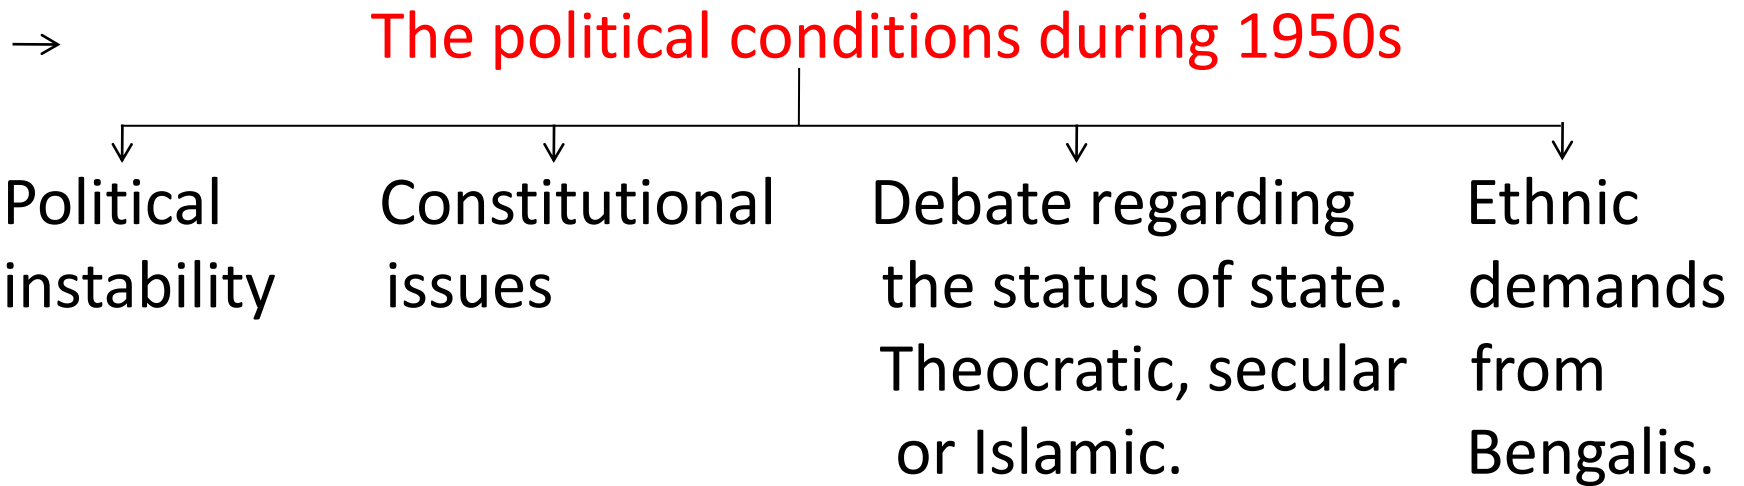 The political conditions during 1950s
Political
instability
Constitutional
issues
Debate regarding
the status of state.
Theocratic, secular
or Islamic.
Ethnic
demands
from
Bengalis.